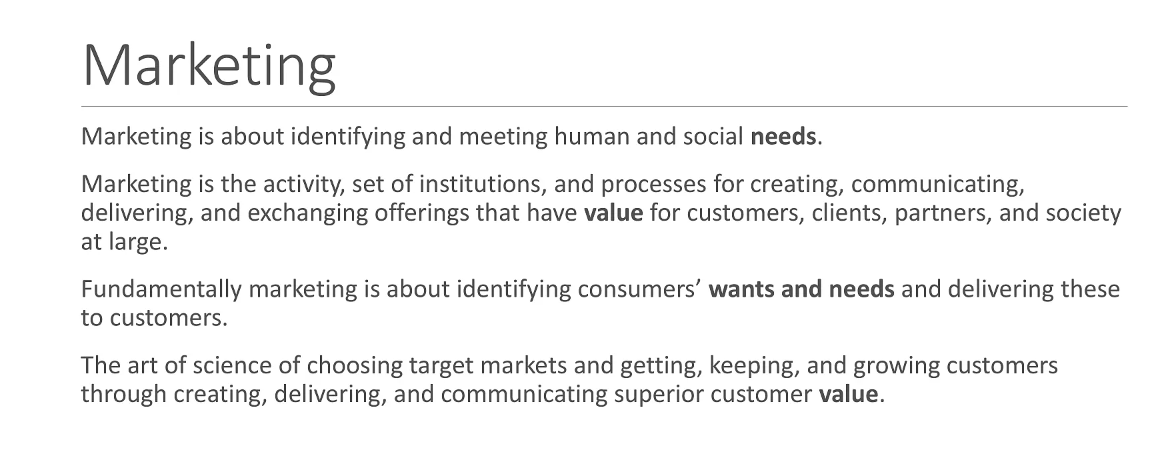 Marketing
Marketing is about identifying and meeting human and social needs.
Marketing is the activity, set of institutions, and processes for creating, communicating,
delivering, and exchanging offerings that have value for customers, clients, partners, and society
at large.
Fundamentally marketing is about identifying consumers’ wants and needs and delivering these
to customers.
The art of science of choosing target markets and getting, keeping, and growing customers
through creating, delivering, and communicating superior customer value.